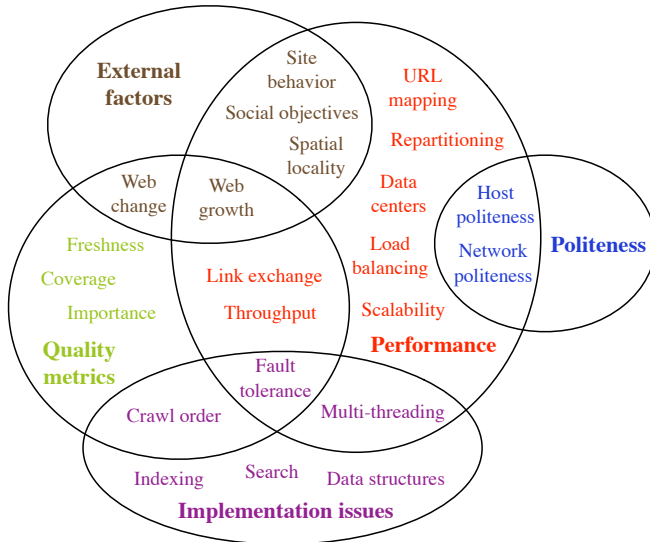 External
factors
Site
behavior
Social objectives
Spatial
locality
URL
mapping
Repartitioning
Web
change
Web
growth
Data
centers
Host
politeness
Network
politeness
Politeness
Freshness
Coverage
Importance
Quality
metrics
Link exchange
Throughput
Load
balancing
Scalability
Performance
Fault
tolerance
Crawl order
Multi-threading
Indexing
Search
Data structures
Implementation issues